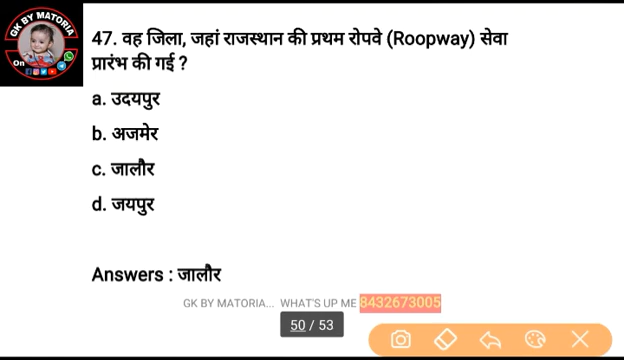 GK BY MATORIA
On
47. वह जिला, जहां राजस्थान की प्रथम रोपवे (Roopway) सेवा
प्रारंभ की गई ?
a. उदयपुर
b. अजमेर
c. जालौर
d. जयपुर
Answers : जालौर
GK BY MATORIA... WHAT'S UP ME 8432673005
50 / 53